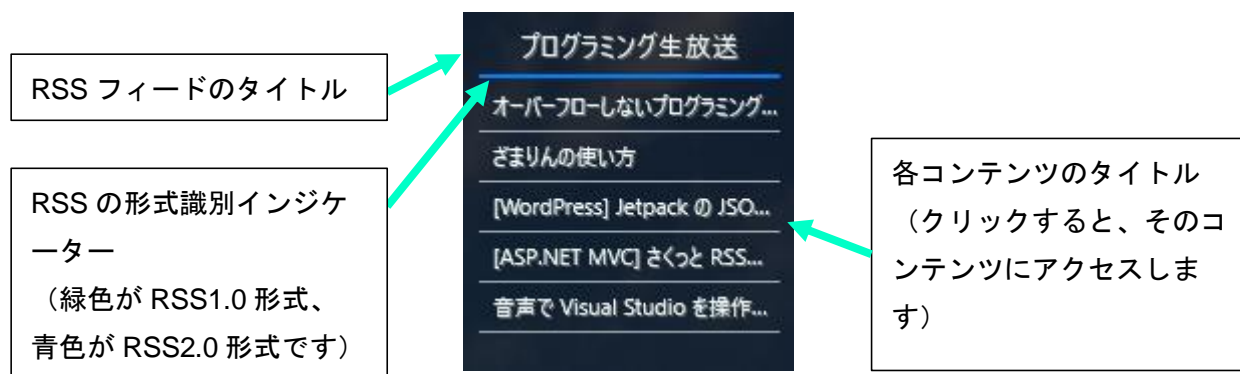 RSS フィードのタイトル
RSS の形式識別インジケ
ーター
（緑色が RSS1.0 形式、
青色が RSS2.0 形式です）
プログラミング生放送
オーバーフローしないプログラミング...
ざまりんの使い方
[WordPress] Jetpack の JSO...
[ASP.NET MVC] さくっと RSS...
音声で Visual Studio を操作...
各コンテンツのタイトル
（クリックすると、そのコ
ンテンツにアクセスしま
す）